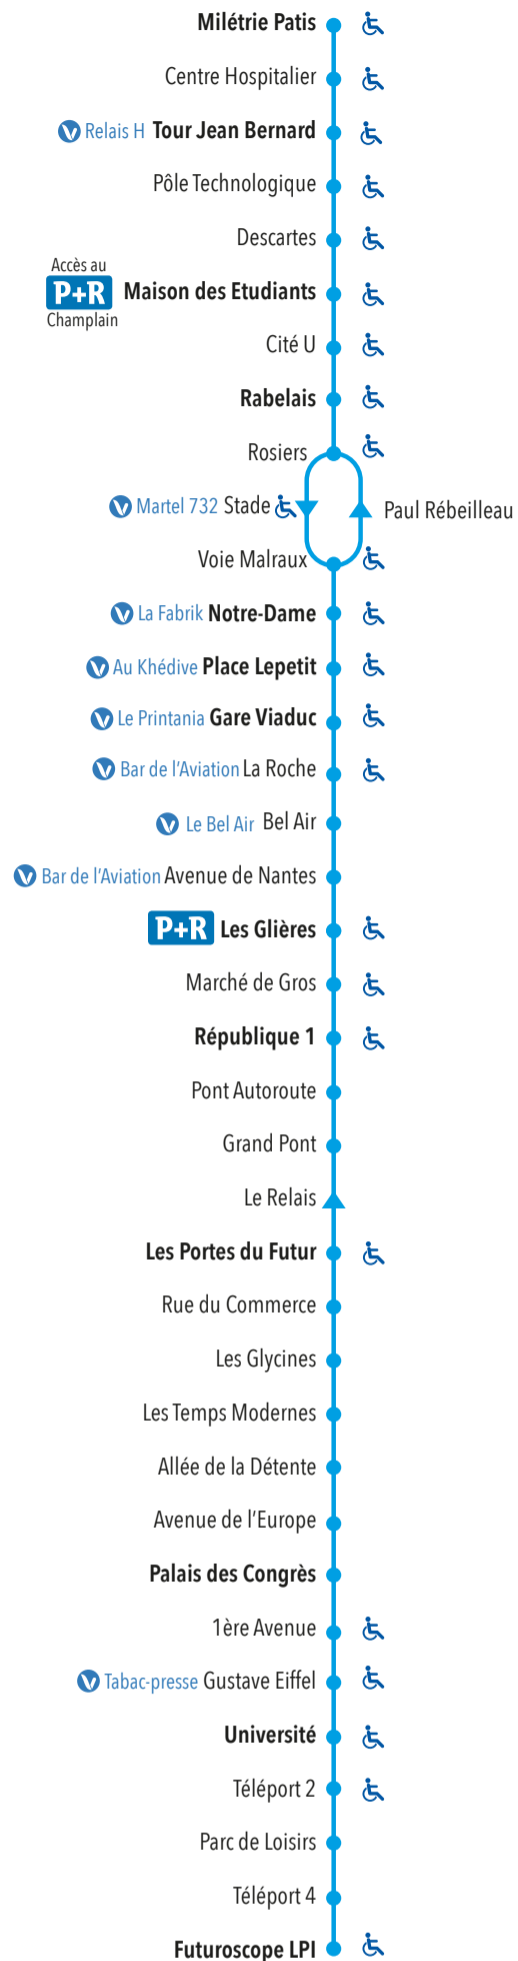 Milétrie Patis
Centre Hospitalier
Relais H Tour Jean Bernard
Pôle Technologique
Descartes
Accès au
P+R Maison des Etudiants
Champlain
Cité U
Rabelais
Rosiers
Martel 732 Stade
Paul Rébeilleau
Voie Malraux
La Fabrik Notre-Dame
Au Khédive Place Lepetit
Le Printania Gare Viaduc
Bar de l'Aviation La Roche
Le Bel Air Bel Air
Bar de l'Aviation Avenue de Nantes
P+R Les Glières
Marché de Gros
République 1
Pont Autoroute
Grand Pont
Le Relais
Les Portes du Futur
Rue du Commerce
Les Glycines
Les Temps Modernes
Allée de la Détente
Avenue de l'Europe
Palais des Congrès
1ère Avenue
Tabac-presse Gustave Eiffel
Université
Téléport 2
Parc de Loisirs
Téléport 4
Futuroscope LPI